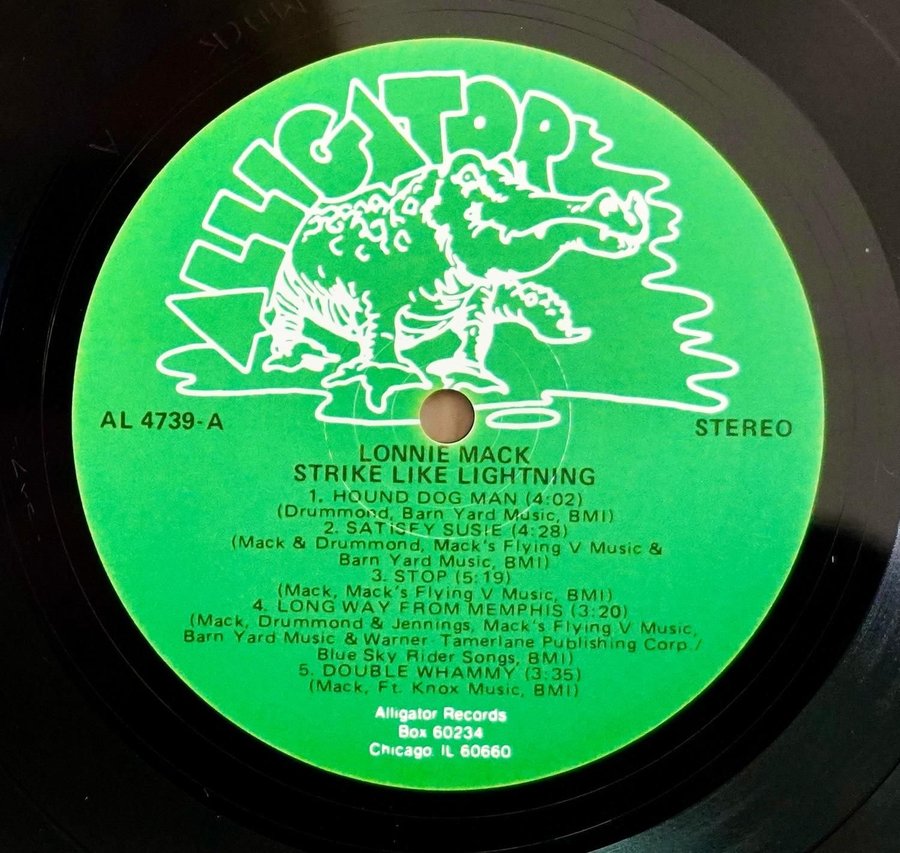 ALLIGATOR
AL 4739-A
STEREO
LONNIE MACK
STRIKE LIKE LIGHTNING
1. HOUND DOG MAN (4:02)
(Drummond, Barn Yard Music, BMI)
2. SATISEY SUSIE (4:28)
(Mack & Drummond, Mack's Flying V Music &
Barn Yard Music, BMI)
3. STOP (5:19)
(Mack, Mack's Flying V Music, BMI)
4. LONG WAY FROM MEMPHIS (3:20)
(Mack, Drummond & Jennings, Mack's Flying V Music,
Barn Yard Music & Warner-Tamerlane Publishing Corp./
Blue Sky Rider Songs, BMI)
5. DOUBLE WHAMMY (3:35)
(Mack, Ft. Knox Music, BMI)
Alligator Records
Box 60234
Chicago IL 60660